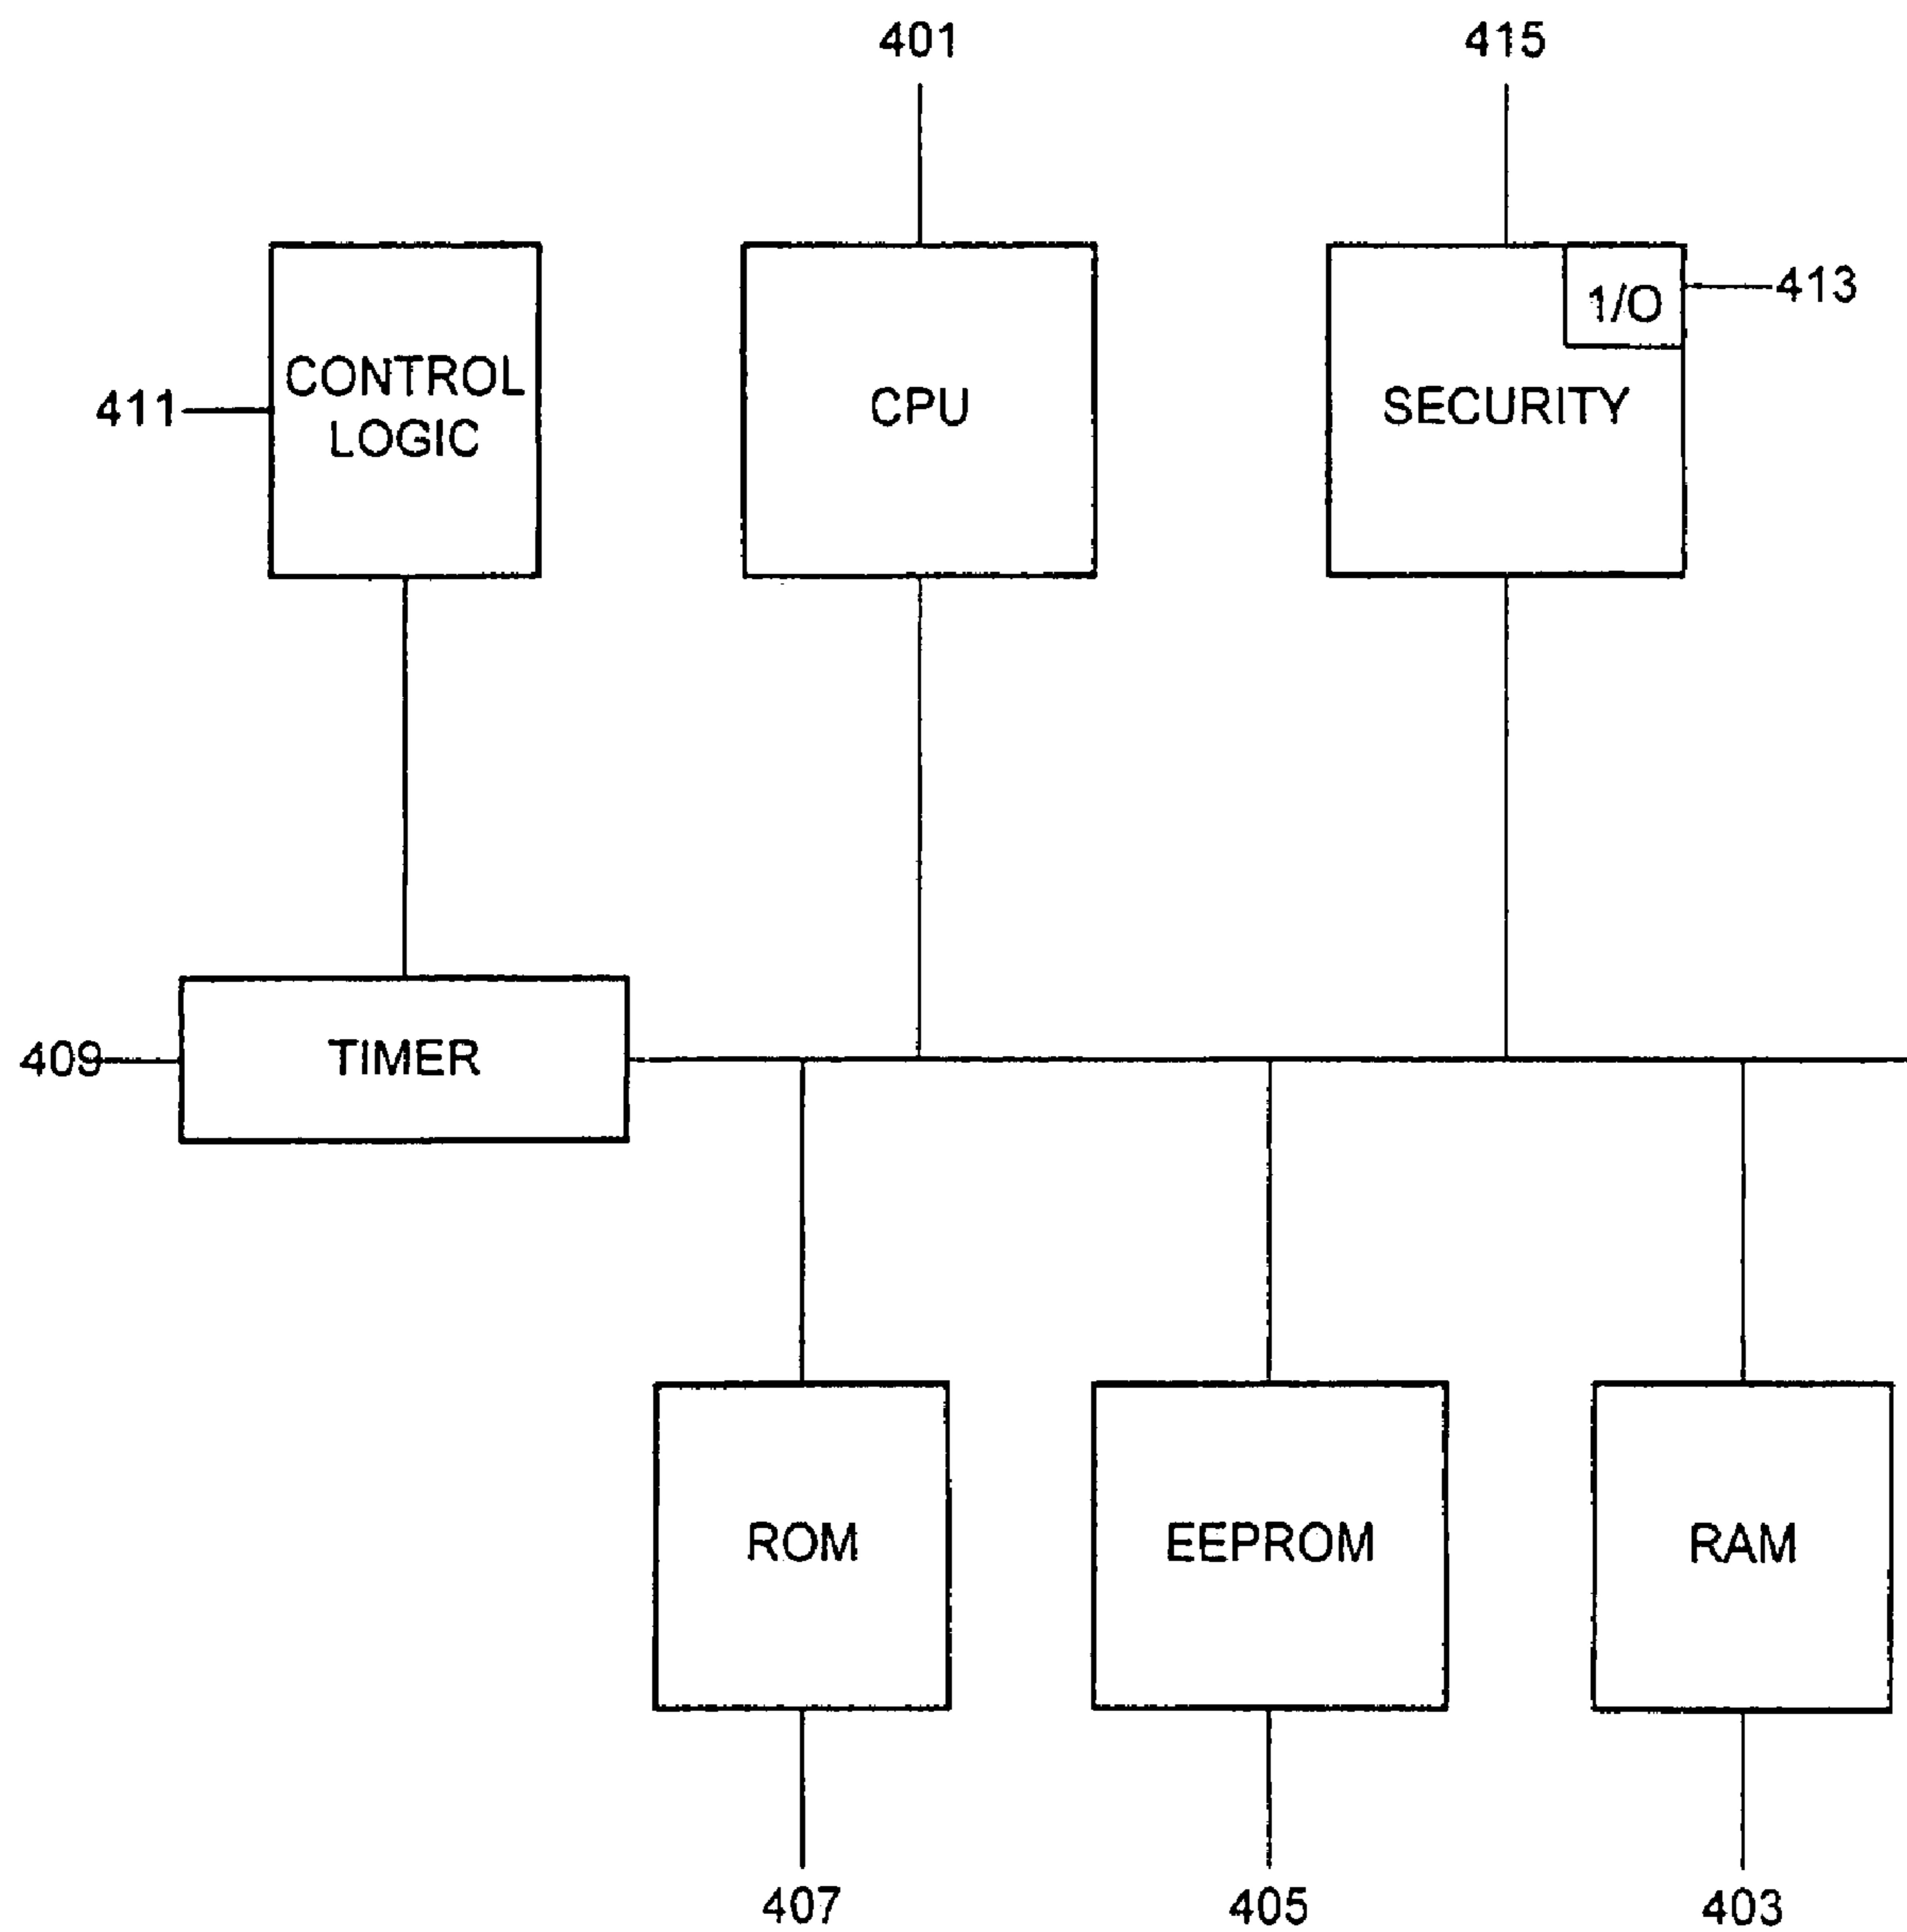 401
415
1/O
413
CONTROL
LOGIC
411
CPU
SECURITY
409
TIMER
ROM
EEPROM
RAM
407
405
403